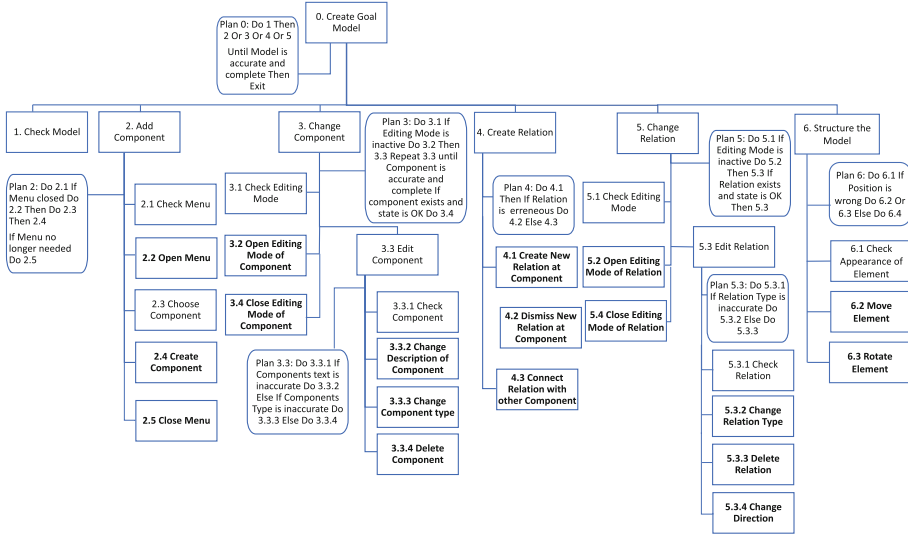 0. Create Goal
Model
Plan 0: Do 1 Then
2 Or 3 Or 4 Or 5
Until Model is
accurate and
complete Then
Exit
1. Check Model
2. Add
Component
Plan 2: Do 2.1 If
Menu closed Do
2.2 Then Do 2.3
Then 2.4
If Menu no
longer needed
Do 2.5
2.1 Check Menu
2.2 Open Menu
2.3 Choose
Component
2.4 Create
Component
2.5 Close Menu
3. Change
Component
Plan 3: Do 3.1 If
Editing Mode is
inactive Do 3.2 Then
3.3 Repeat 3.3 until
Component is
accurate and
complete If
component exists and
state is OK Do 3.4
3.1 Check Editing
Mode
3.2 Open Editing
Mode of
Component
3.4 Close Editing
Mode of
Component
3.3 Edit
Component
Plan 3.3: Do 3.3.1 If
Components text is
inaccurate Do 3.3.2
Else If Components
Type is inaccurate Do
3.3.3 Else Do 3.3.4
3.3.1 Check
Component
3.3.2 Change
Description of
Component
3.3.3 Change
Component type
3.3.4 Delete
Component
4. Create Relation
Plan 4: Do 4.1
Then If Relation
is erreneous Do
4.2 Else 4.3
4.1 Create New
Relation at
Component
4.2 Dismiss New
Relation at
Component
4.3 Connect
Relation with
other Component
5. Change
Relation
Plan 5: Do 5.1 If
Editing Mode is
inactive Do 5.2
Then 5.3 If
Relation exists
and state is OK
Then 5.3
5.1 Check Editing
Mode
5.2 Open Editing
Mode of Relation
5.4 Close Editing
Mode of Relation
5.3 Edit Relation
Plan 5.3: Do 5.3.1
If Relation Type is
inaccurate Do
5.3.2 Else Do
5.3.3
5.3.1 Check
Relation
5.3.2 Change
Relation Type
5.3.3 Delete
Relation
5.3.4 Change
Direction
6. Structure the
Model
Plan 6: Do 6.1 If
Position is
wrong Do 6.2 Or
6.3 Else Do 6.4
6.1 Check
Appearance of
Element
6.2 Move
Element
6.3 Rotate
Element